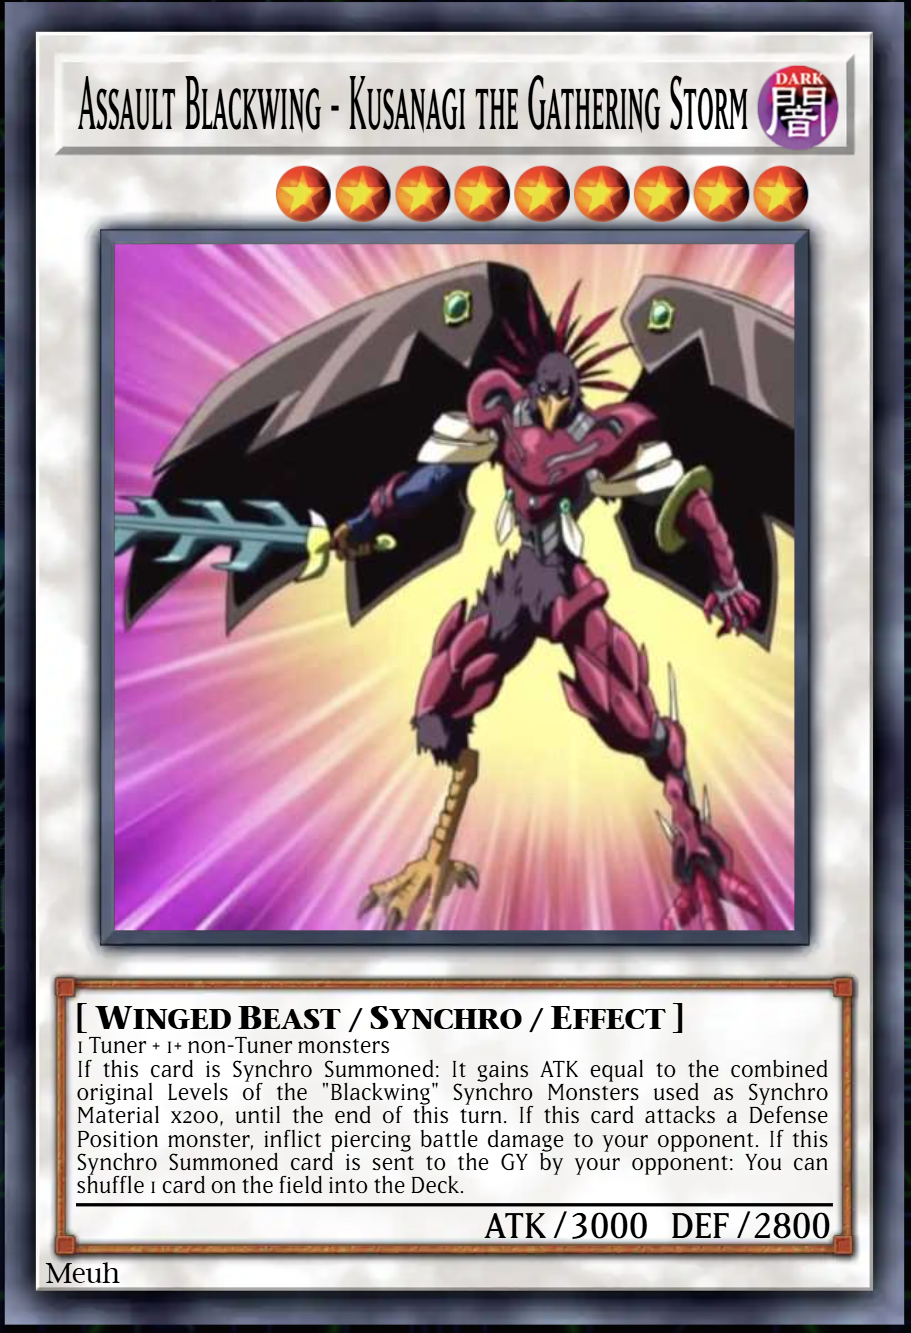 Assault Blackwing - Kusanagi the Gathering Storm
DARK
闇
[ Winged Beast / Synchro / Effect ]
1 Tuner + 1+ non-Tuner monsters
If this card is Synchro Summoned: It gains ATK equal to the combined
original Levels of the "Blackwing" Synchro Monsters used as Synchro
Material x200, until the end of this turn. If this card attacks a Defense
Position monster, inflict piercing battle damage to your opponent. If this
Synchro Summoned card is sent to the GY by your opponent: You can
shuffle 1 card on the field into the Deck.
ATK/3000 DEF/2800
Meuh